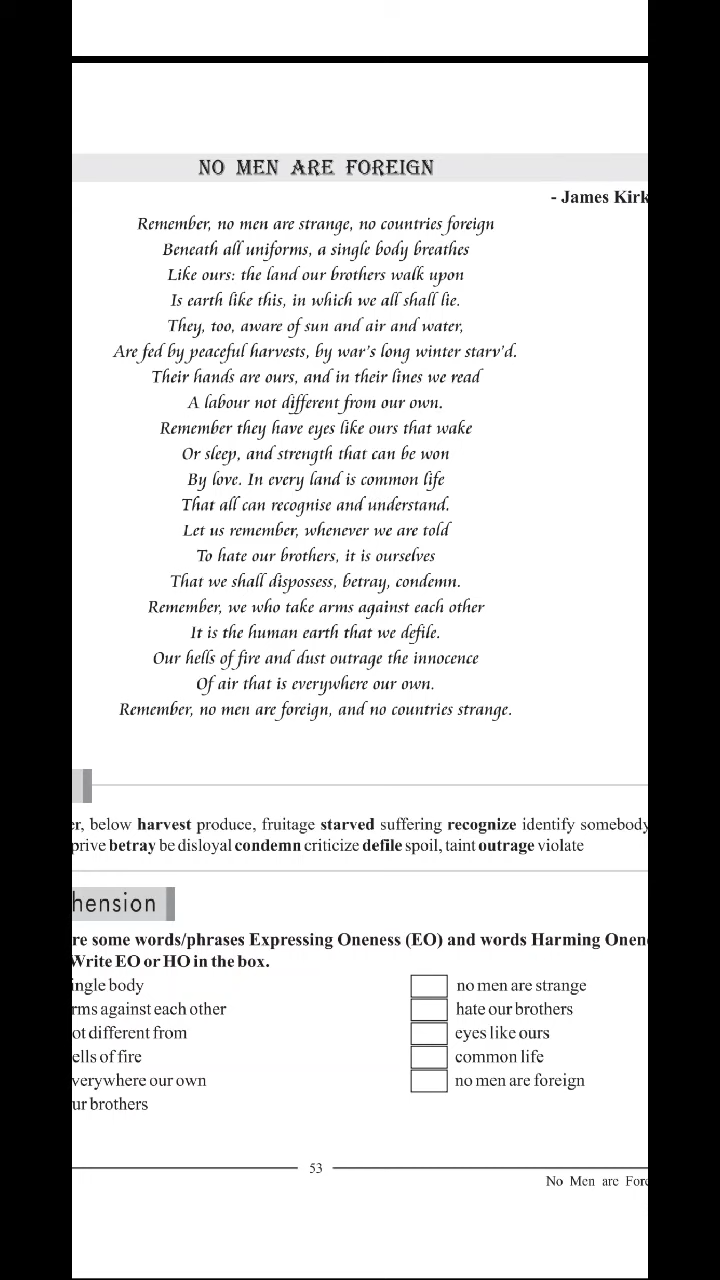 NO MEN ARE FOREIGN
- James Kirk
Remember, no men are strange, no countries foreign
Beneath all uniforms, a single body breathes
Like ours: the land our brothers walk upon
Is earth like this, in which we all shall lie.
They, too, aware of sun and air and water,
Are fed by peaceful harvests, by war's long winter starv'd.
Their hands are ours, and in their lines we read
A labour not different from our own.
Remember they have eyes like ours that wake
Or sleep, and strength that can be won
By love. In every land is common life
That all can recognise and understand.
Let us remember, whenever we are told
To hate our brothers, it is ourselves
That we shall dispossess, betray, condemn.
Remember, we who take arms against each other
It is the human earth that we defile.
Our hells of fire and dust outrage the innocence
Of air that is everywhere our own.
Remember, no men are foreign, and no countries strange.
er, below harvest produce, fruitage starved suffering recognize identify somebody
prive betray be disloyal condemn criticize defile spoil, taint outrage violate
hension
re some words/phrases Expressing Oneness (EO) and words Harming Onen
Write EO or HO in the box.
ingle body no men are strange
rms against each other hate our brothers
ot different from eyes like ours
ells of fire common life
verywhere our own no men are foreign
ur brothers
53
No Men are Fore